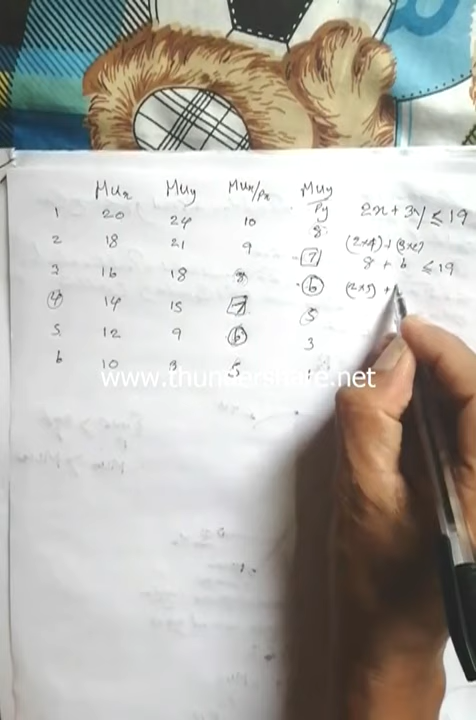 Mux Muy Mux/Px Muy/Py
1 20 24 10 8 2x + 3y ≤ 19
2 18 21 9 7 (2×4) + (3×2)
3 16 18 8 6 8 + 6 ≤ 19
4 14 15 7 5 (2×5) +
5 12 9 6 3
6 10 3 5
www.thundershare.net